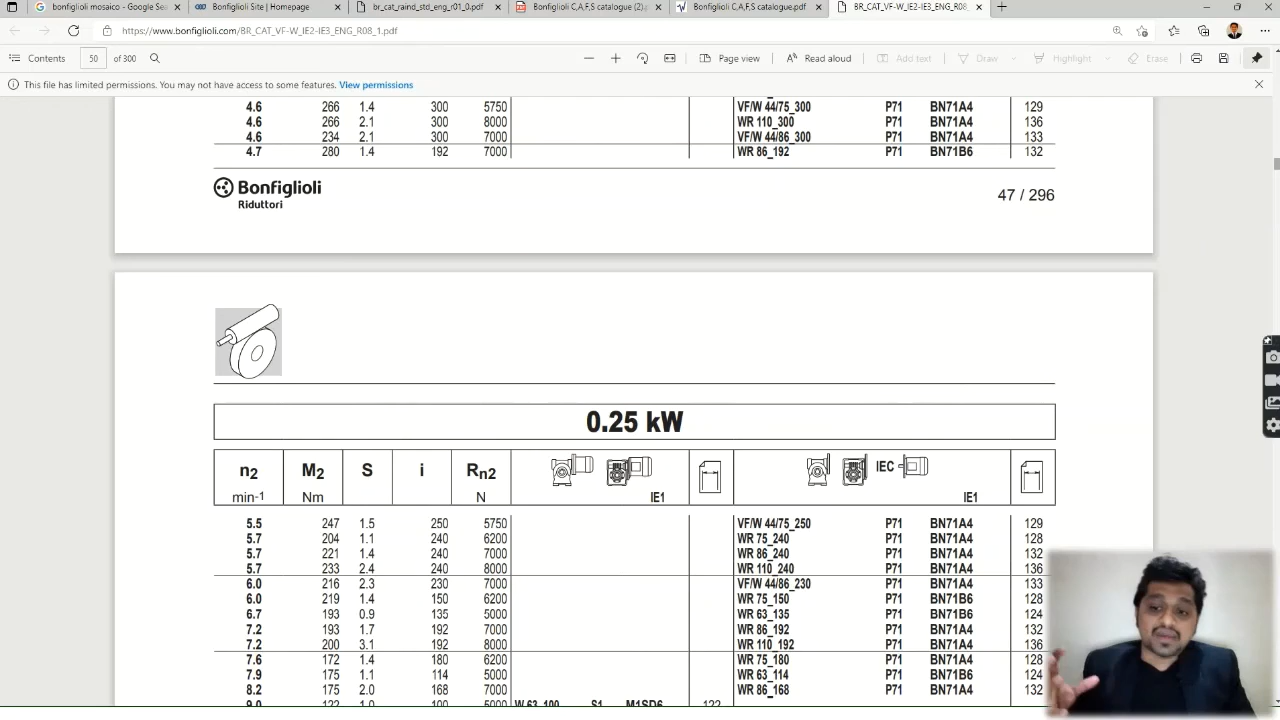 bonfiglioli mosaico - Google Sea
Bonfiglioli Site | Homepage
br_cat_raind_std_eng_r01_0.pdf
Bonfiglioli C,A,F,S catalogue (2).p
Bonfiglioli C,A,F,S catalogue.pdf
BR_CAT_VF-W_IE2-IE3_ENG_R08_
https://www.bonfiglioli.com/BR_CAT_VF-W_IE2-IE3_ENG_R08_1.pdf
Contents 50 of 300 Page view Read aloud Add text Draw Highlight Erase
This file has limited permissions. You may not have access to some features. View permissions
4.6 266 1.4 300 5750 VF/W 44/75_300 P71 BN71A4 129
4.6 266 2.1 300 8000 WR 110_300 P71 BN71A4 136
4.6 234 2.1 300 7000 VF/W 44/86_300 P71 BN71A4 133
4.7 280 1.4 192 7000 WR 86_192 P71 BN71B6 132
Bonfiglioli
Riduttori
47 / 296
0.25 kW
n2 M2 S i Rn2 IEC
min-1 Nm N IE1 IE1
5.5 247 1.5 250 5750 VF/W 44/75_250 P71 BN71A4 129
5.7 204 1.1 240 6200 WR 75_240 P71 BN71A4 128
5.7 221 1.4 240 7000 WR 86_240 P71 BN71A4 132
5.7 233 2.4 240 8000 WR 110_240 P71 BN71A4 136
6.0 216 2.3 230 7000 VF/W 44/86_230 P71 BN71A4 133
6.0 219 1.4 150 6200 WR 75_150 P71 BN71B6 128
6.7 193 0.9 135 5000 WR 63_135 P71 BN71B6 124
7.2 193 1.7 192 7000 WR 86_192 P71 BN71A4 132
7.2 200 3.1 192 8000 WR 110_192 P71 BN71A4 136
7.6 172 1.4 180 6200 WR 75_180 P71 BN71A4 128
7.9 175 1.1 114 5000 WR 63_114 P71 BN71B6 124
8.2 175 2.0 168 7000 WR 86_168 P71 BN71A4 132
9.0 122 1.0 100 5000 W 63_100 S1 M1SD6 122